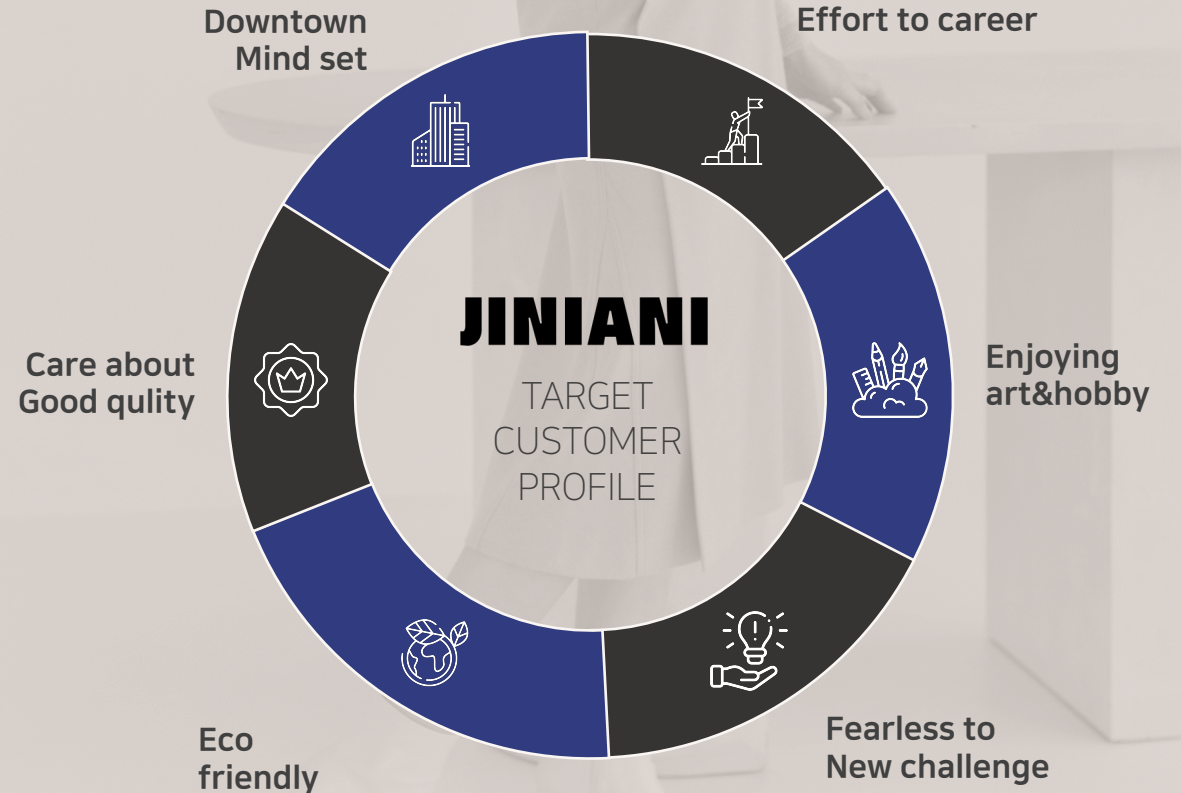 Downtown
Mind set
Effort to career
Care about
Good qulity
JINIANI
TARGET
CUSTOMER
PROFILE
Enjoying
art&hobby
Eco
friendly
Fearless to
New challenge